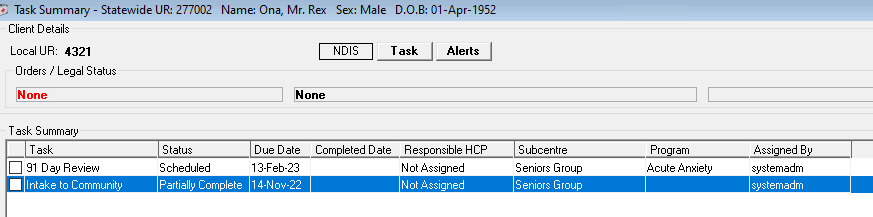 Task Summary - Statewide UR: 277002 Name: Ona, Mr. Rex Sex: Male D.O.B: 01-Apr-1952
Client Details
Local UR: 4321 NDIS Task Alerts
Orders / Legal Status
None None
Task Summary
Task Status Due Date Completed Date Responsible HCP Subcentre Program Assigned By
91 Day Review Scheduled 13-Feb-23 Not Assigned Seniors Group Acute Anxiety systemadm
Intake to Community Partially Complete 14-Nov-22 Not Assigned Seniors Group systemadm